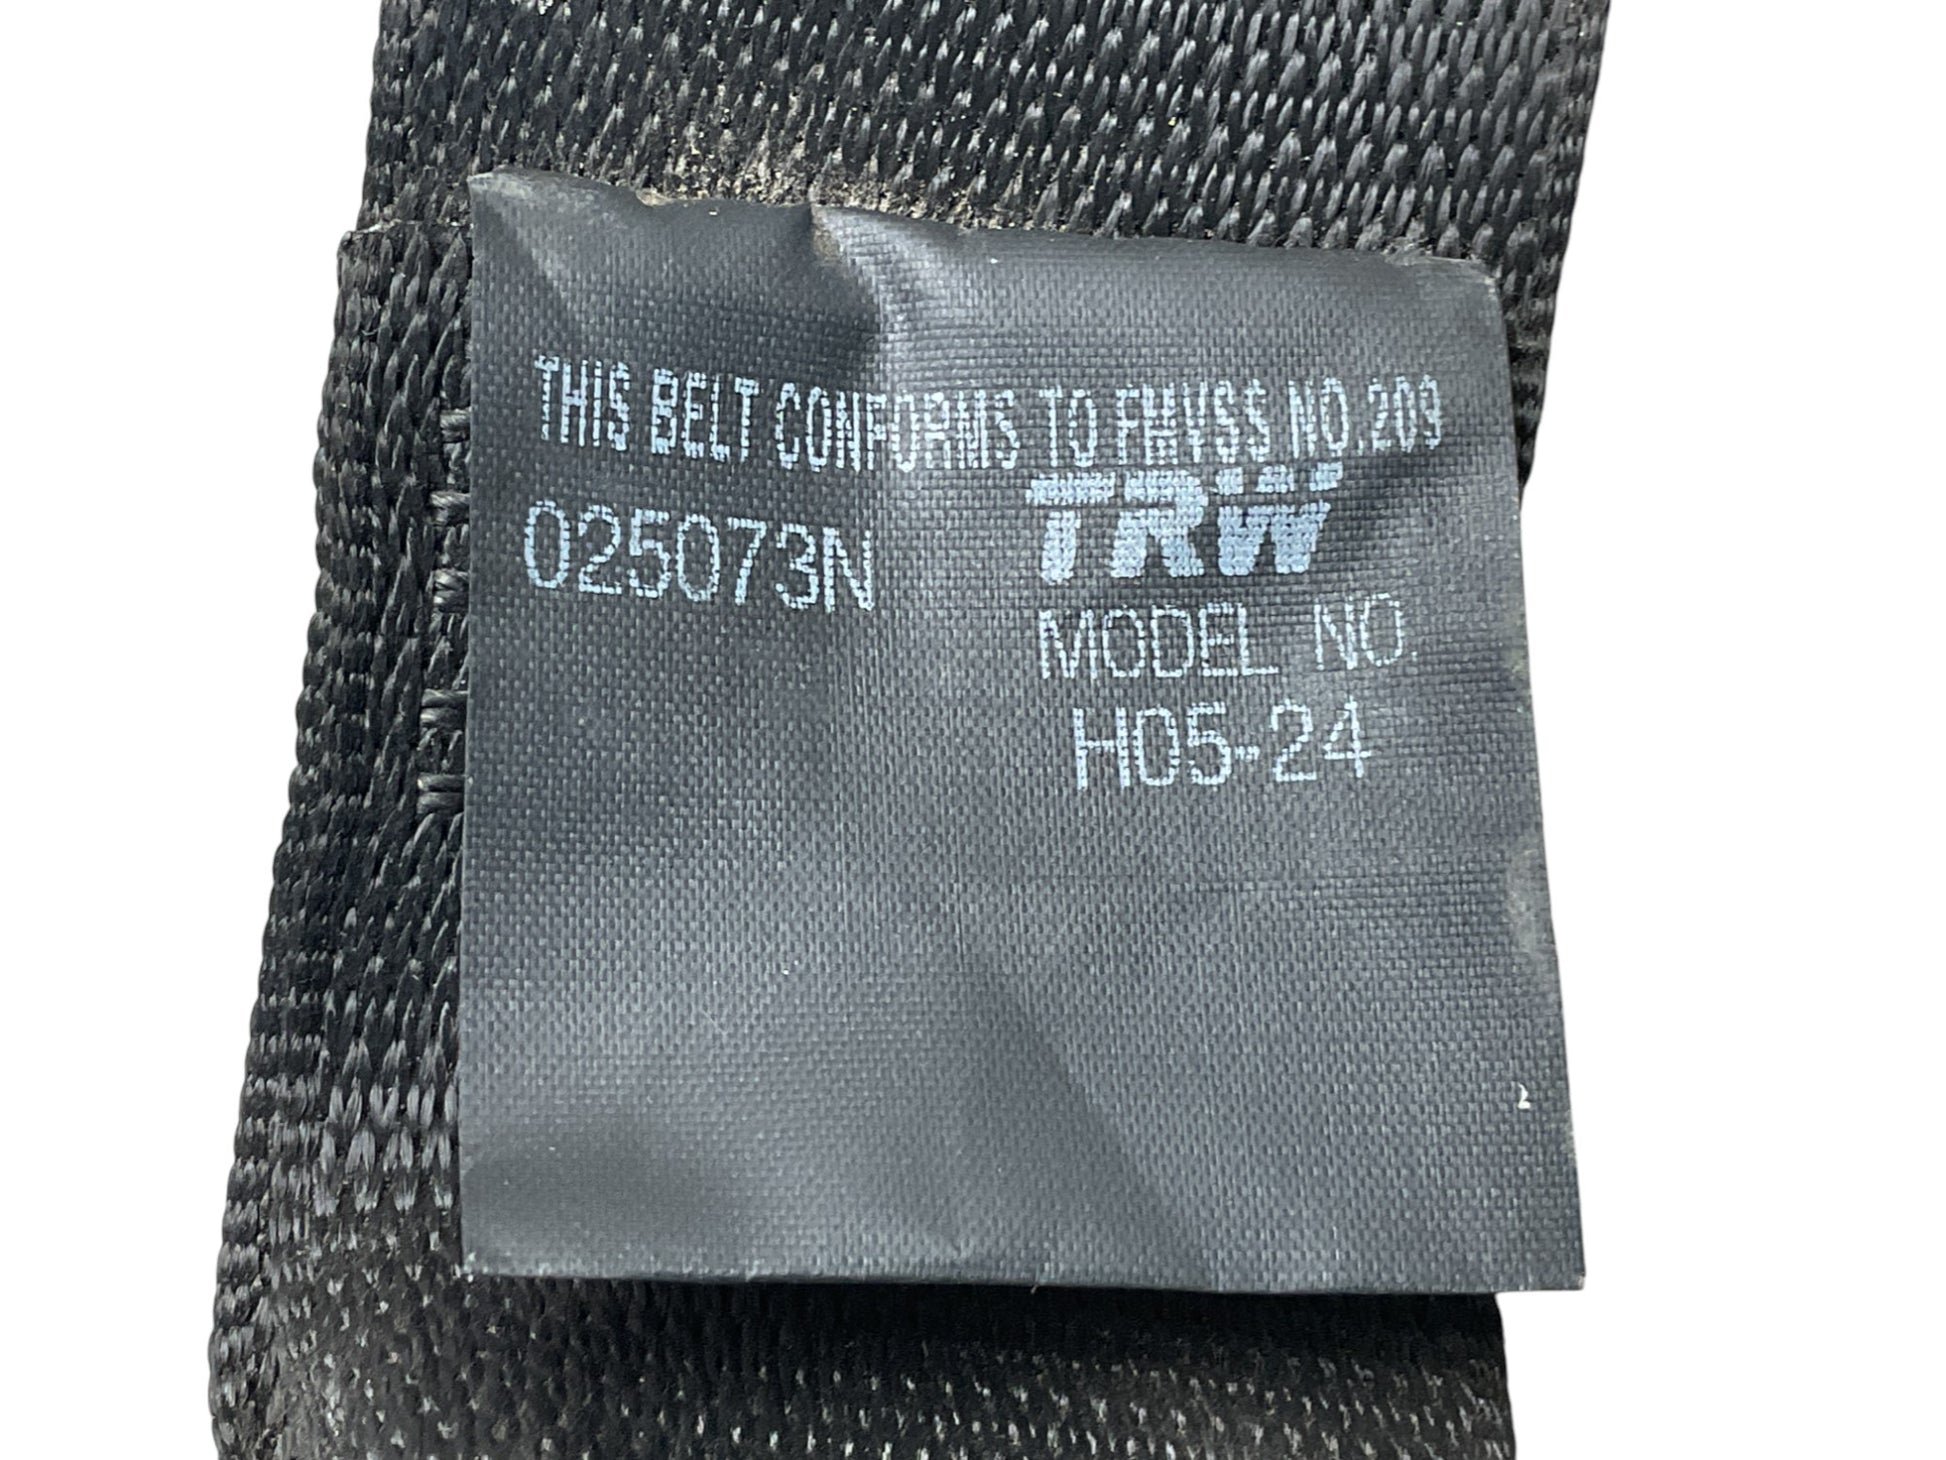 THIS BELT CONFORMS TO FMVSS NO.209
025073N
TRW
MODEL NO.
H05-24